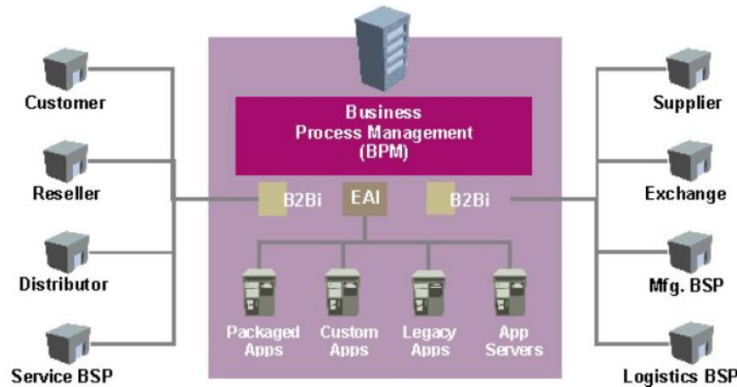 Customer
Reseller
Distributor
Service BSP
Business
Process Management
(BPM)
B2Bi
EAI
B2Bi
Packaged
Apps
Custom
Apps
Legacy
Apps
App
Servers
Supplier
Exchange
Mfg. BSP
Logistics BSP